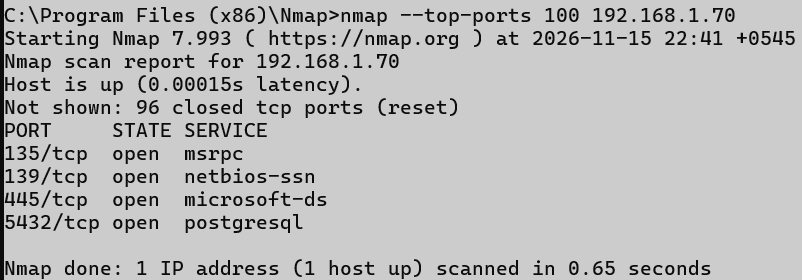 C:\Program Files (x86)\Nmap>nmap --top-ports 100 192.168.1.70
Starting Nmap 7.993 ( https://nmap.org ) at 2026-11-15 22:41 +0545
Nmap scan report for 192.168.1.70
Host is up (0.00015s latency).
Not shown: 96 closed tcp ports (reset)
PORT     STATE SERVICE
135/tcp  open  msrpc
139/tcp  open  netbios-ssn
445/tcp  open  microsoft-ds
5432/tcp open  postgresql
Nmap done: 1 IP address (1 host up) scanned in 0.65 seconds